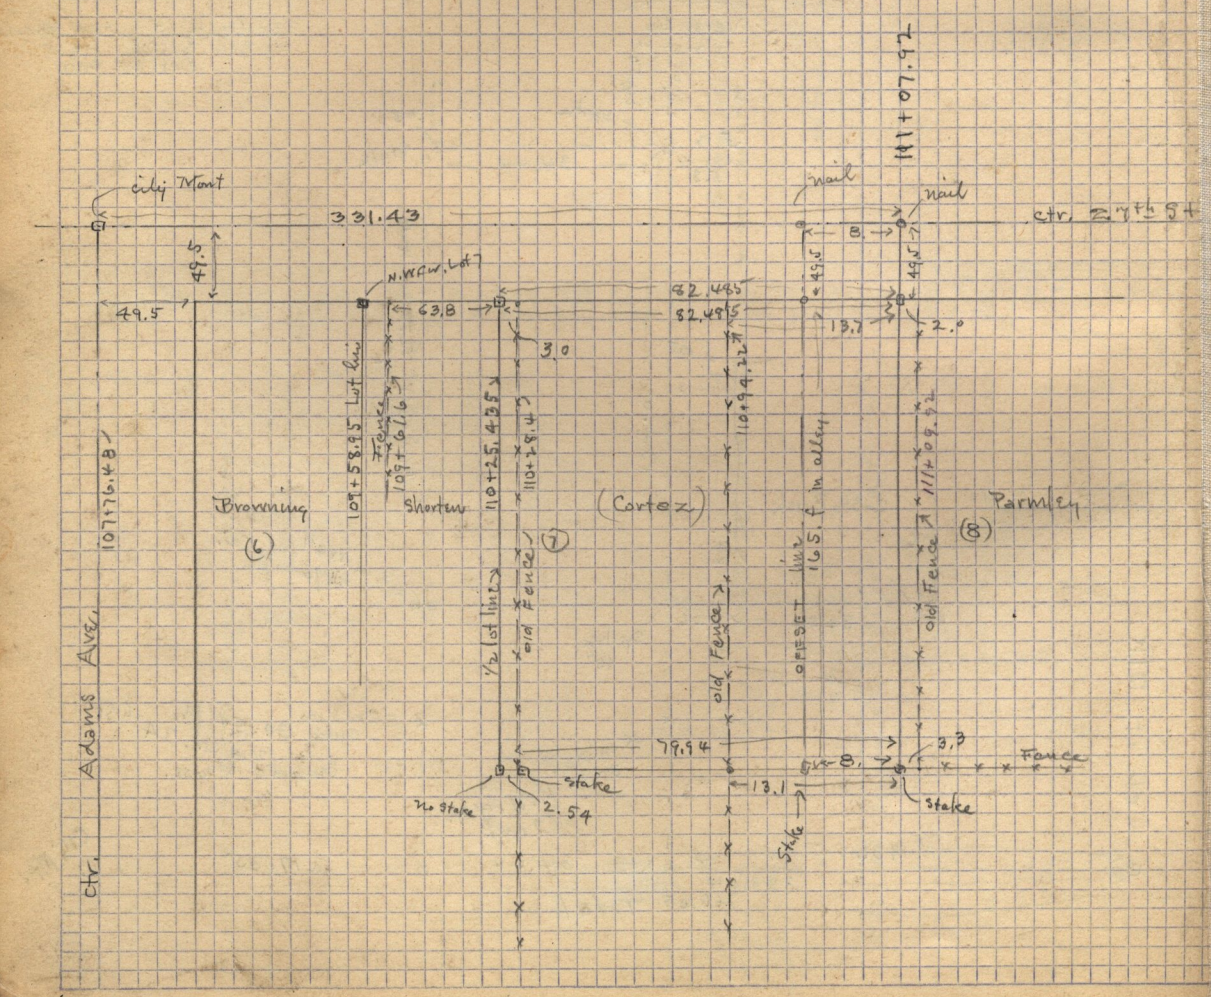 111+07.92
nail
city Mont
nail
331.43
ctr. 27th St
8.
49.5
49.5
49.5
N.W. Cor. Lot 7
82.485
49.5
63.8
82.485
13.7
2.0
3.0
107+76.48
109+58.95 Lot line
Fence
109+61.6
110+25.435
110+28.4
110+94.22
165.f in alley
111+09.92
Browning
Shorten
(Cortez)
Parmley
6
7
8
1/2 lot line
old Fence
old Fence
OFFSET line
old Fence
ctr. Adams Ave.
79.94
3.3
8.
Fence
stake
13.1
No stake
2.54
stake
Stake